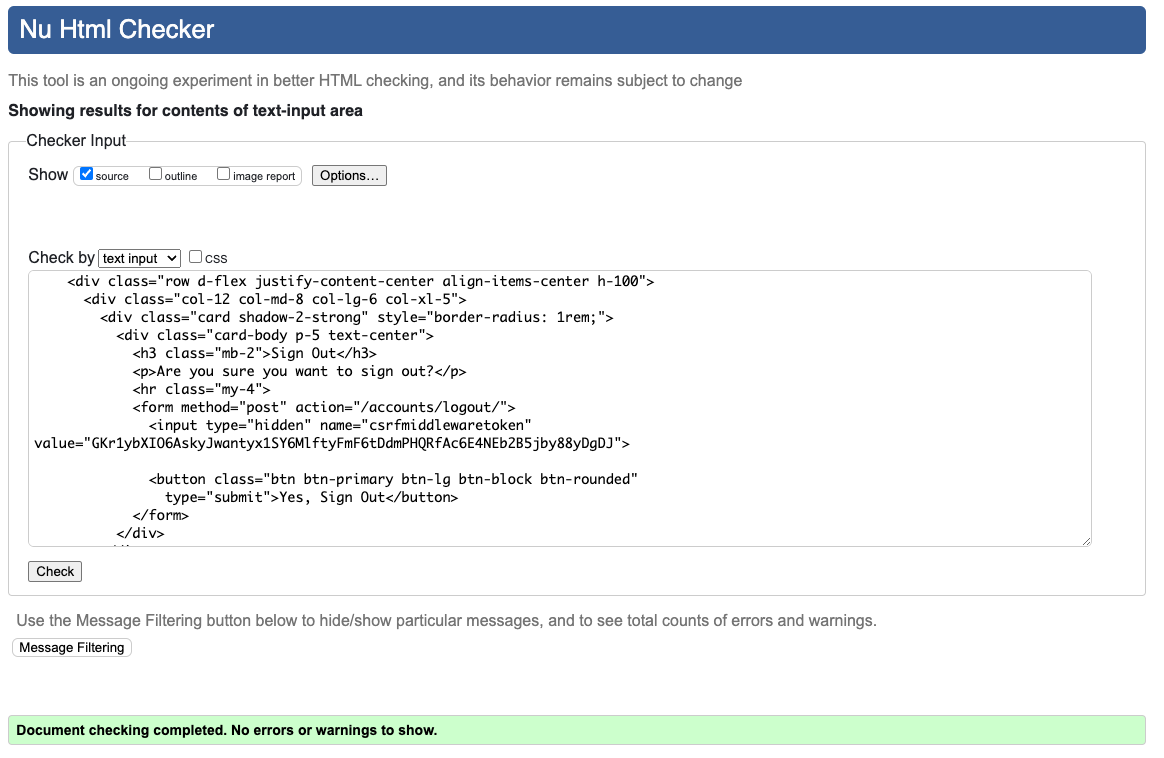 Nu Html Checker
This tool is an ongoing experiment in better HTML checking, and its behavior remains subject to change
Showing results for contents of text-input area
Checker Input
Show source outline image report Options...
Check by text input css
<div class="row d-flex justify-content-center align-items-center h-100">
<div class="col-12 col-md-8 col-lg-6 col-xl-5">
<div class="card shadow-2-strong" style="border-radius: 1rem;">
<div class="card-body p-5 text-center">
<h3 class="mb-2">Sign Out</h3>
<p>Are you sure you want to sign out?</p>
<hr class="my-4">
<form method="post" action="/accounts/logout/">
<input type="hidden" name="csrfmiddlewaretoken"
value="GKr1ybXIO6AskyJwantyx1SY6MlftyFmF6tDdmPHQRfAc6E4NEb2B5jby88yDgDJ">
<button class="btn btn-primary btn-lg btn-block btn-rounded"
type="submit">Yes, Sign Out</button>
</form>
</div>
Check
Use the Message Filtering button below to hide/show particular messages, and to see total counts of errors and warnings.
Message Filtering
Document checking completed. No errors or warnings to show.